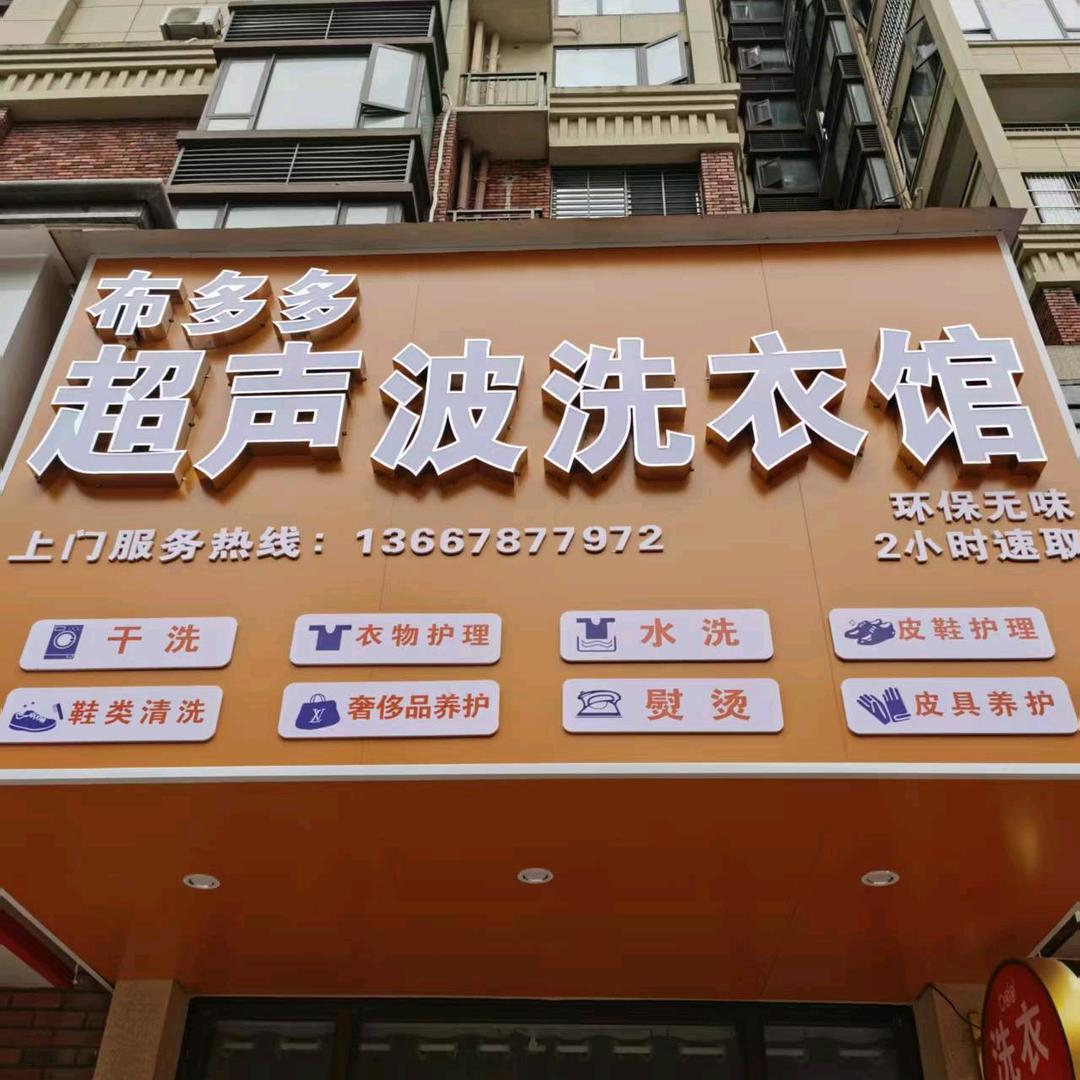 布多多
超声波洗衣馆
上门服务热线：13667877972
环保无味
2小时速取
干洗
衣物护理
水洗
皮鞋护理
鞋类清洗
奢侈品养护
熨烫
皮具养护
洗衣